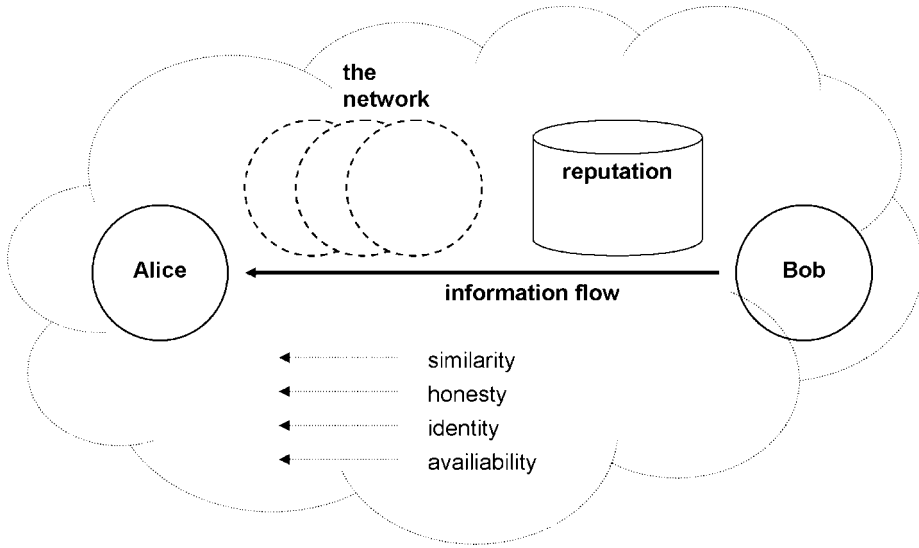 the
network
reputation
Alice
Bob
information flow
similarity
honesty
identity
availiability